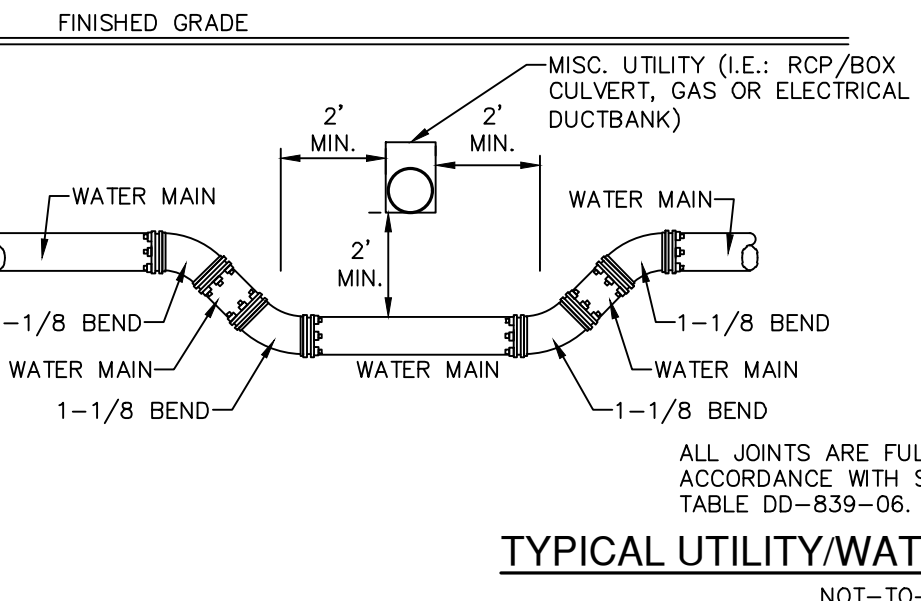 FINISHED GRADE
MISC. UTILITY (I.E.: RCP/BOX
CULVERT, GAS OR ELECTRICAL
DUCTBANK)
2'
MIN.
2'
MIN.
WATER MAIN
WATER MAIN
2'
MIN.
-1/8 BEND
1-1/8 BEND
WATER MAIN
WATER MAIN
WATER MAIN
1-1/8 BEND
1-1/8 BEND
ALL JOINTS ARE FUL
ACCORDANCE WITH S
TABLE DD-839-06.
TYPICAL UTILITY/WAT
NOT-TO-